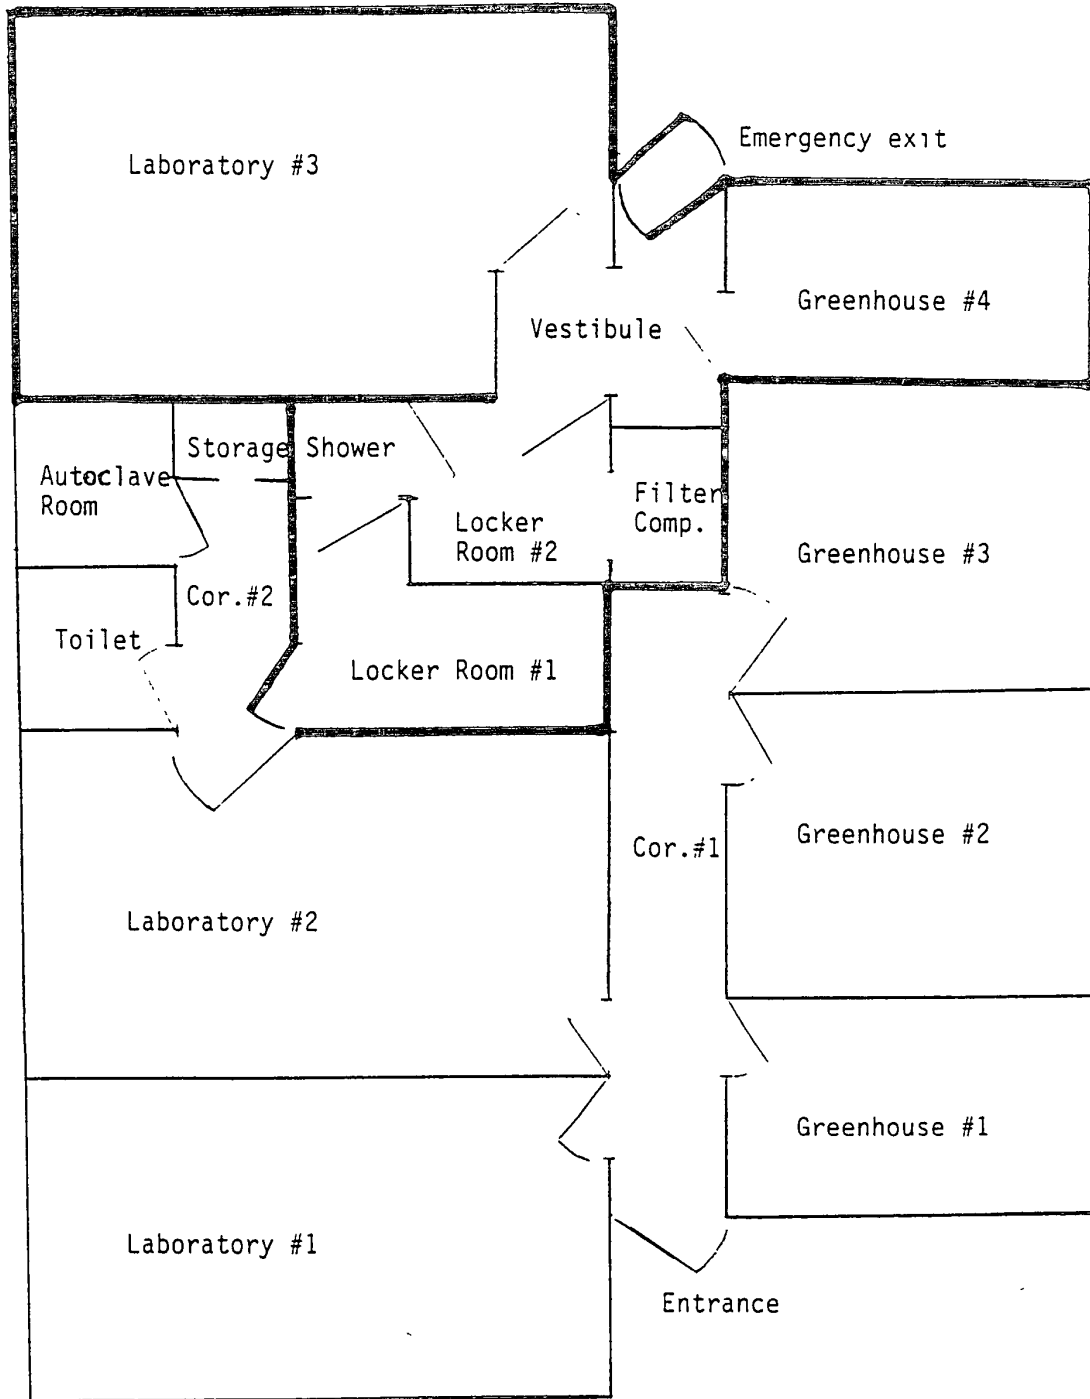 Laboratory #3
Emergency exit
Greenhouse #4
Vestibule
Storage
Shower
Autoclave
Room
Locker
Room #2
Filter
Comp.
Greenhouse #3
Cor.#2
Toilet
Locker Room #1
Cor.#1
Greenhouse #2
Laboratory #2
Greenhouse #1
Laboratory #1
Entrance